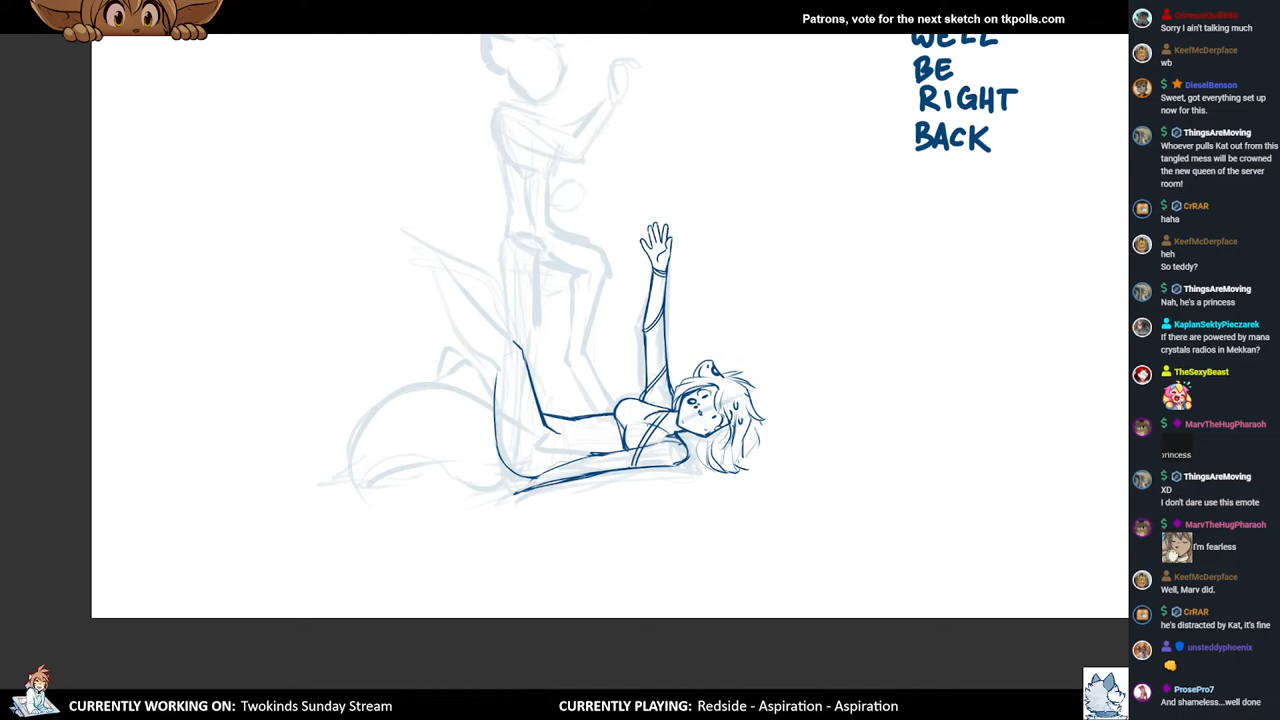 Patrons, vote for the next sketch on tkpolls.com
WELL
BE
RIGHT
BACK
Sorry I ain't talking much
KeefMcDerpface
wb
DieselBenson
Sweet, got everything set up
now for this.
ThingsAreMoving
Whoever pulls Kat out from this
tangled mess will be crowned
the new queen of the server
room!
CrRAR
haha
KeefMcDerpface
heh
So teddy?
ThingsAreMoving
Nah, he's a princess
KaplanSektyPieczarek
If there are powered by mana
crystals radios in Mekkan?
TheSexyBeast
MarvTheHugPharaoh
princess
ThingsAreMoving
XD
I don't dare use this emote
MarvTheHugPharaoh
I'm fearless
KeefMcDerpface
Well, Marv did.
CrRAR
he's distracted by Kat, it's fine
unsteddyphoenix
ProsePro7
And shameless...well done
CURRENTLY WORKING ON: Twokinds Sunday Stream
CURRENTLY PLAYING: Redside - Aspiration - Aspiration